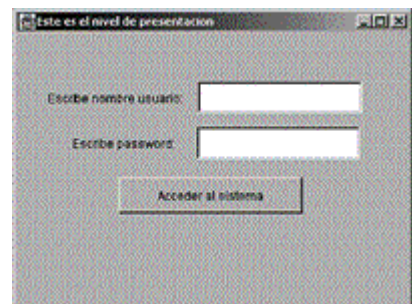 Este es el nivel de presentacion
Escribe nombre usuario:
Escribe password:
Acceder al sistema